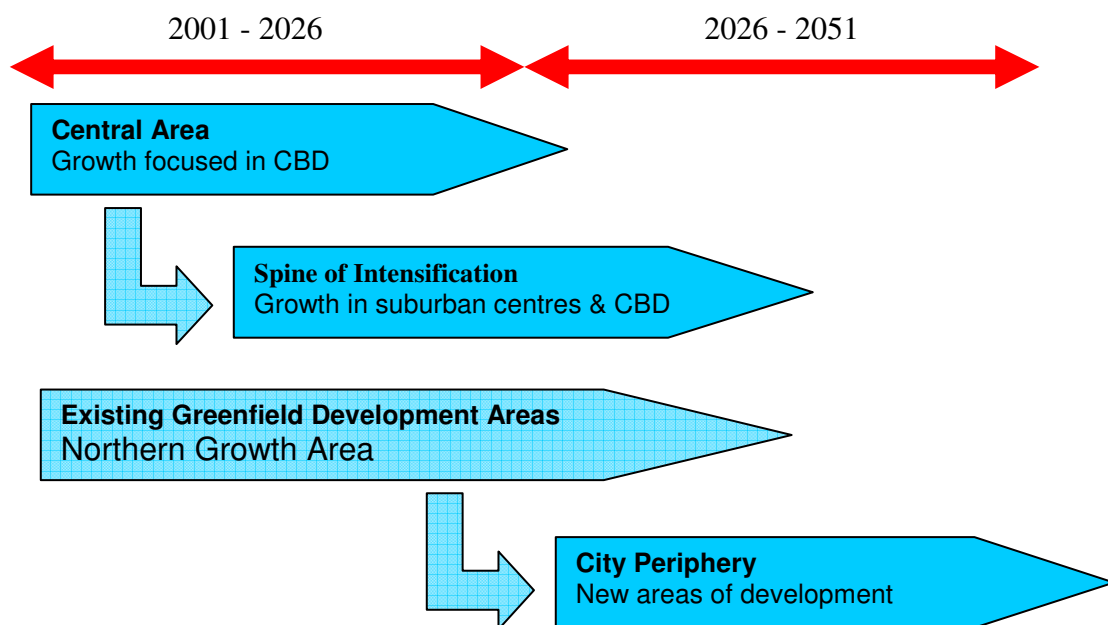 2001 - 2026
2026 - 2051
Central Area
Growth focused in CBD
Spine of Intensification
Growth in suburban centres & CBD
Existing Greenfield Development Areas
Northern Growth Area
City Periphery
New areas of development